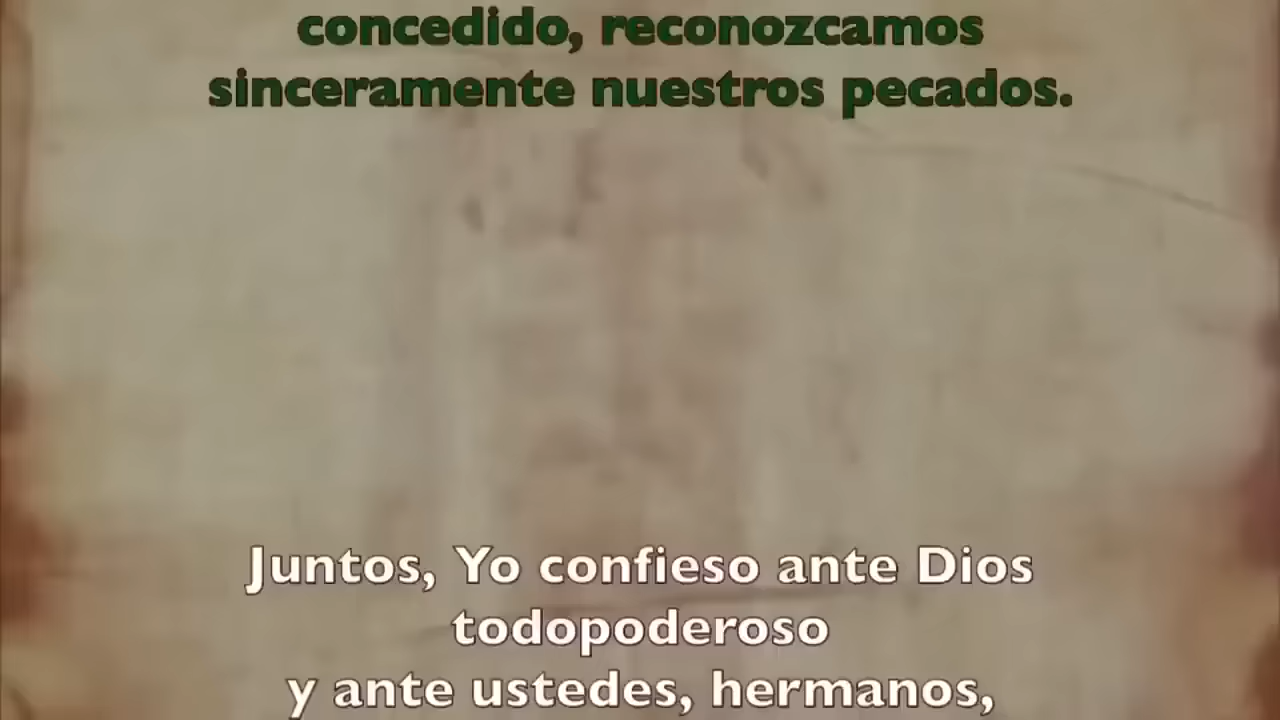 concedido, reconozcamos
sinceramente nuestros pecados.
Juntos, Yo confieso ante Dios
todopoderoso
y ante ustedes, hermanos,